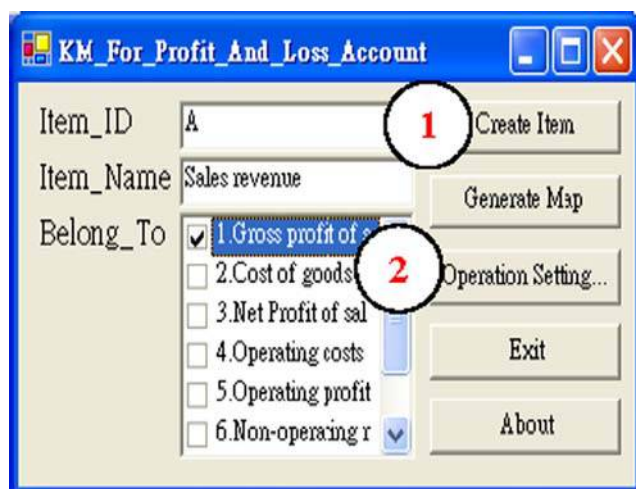 KM_For_Profit_And_Loss_Account
Item_ID A 1 Create Item
Item_Name Sales revenue Generate Map
Belong_To 1.Gross profit of
2.Cost of goods 2 Operation Setting...
3.Net Profit of sal
4.Operating costs Exit
5.Operating profit
6.Non-operaing r About